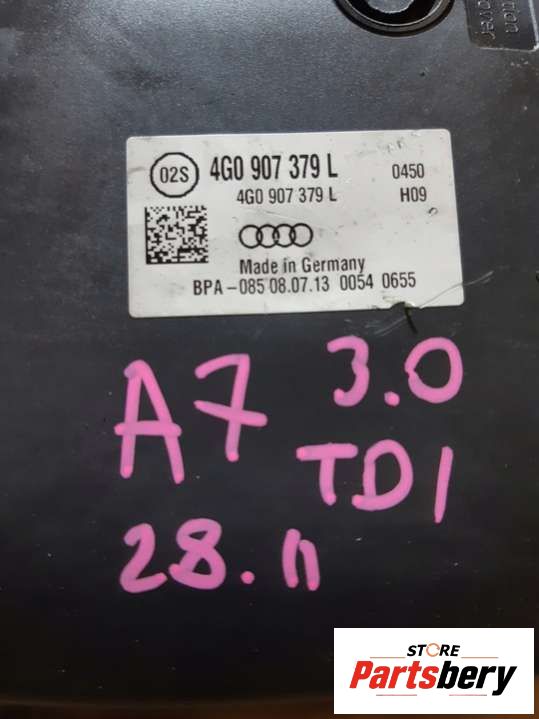 02S 4G0 907 379 L 0450
4G0 907 379 L H09
Made in Germany
BPA-085 08.07.13 0054 0655
A7 3.0
TDI
28.11
STORE
Partsbery